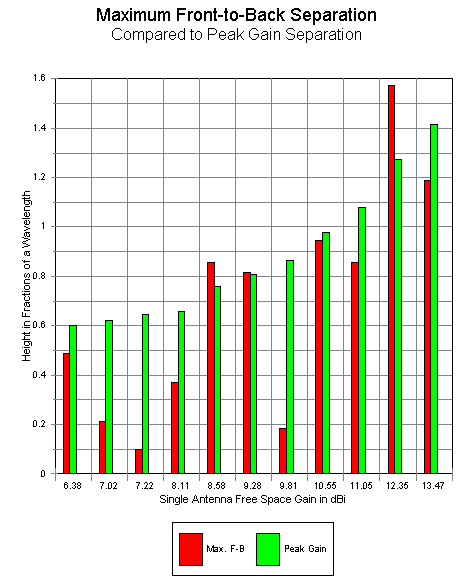 Maximum Front-to-Back Separation
Compared to Peak Gain Separation
Height in Fractions of a Wavelength
1.6
1.4
1.2
1
0.8
0.6
0.4
0.2
0
6.38 7.02 7.22 8.11 8.58 9.28 9.81 10.55 11.05 12.35 13.47
Single Antenna Free Space Gain in dBi
Max. F-B Peak Gain